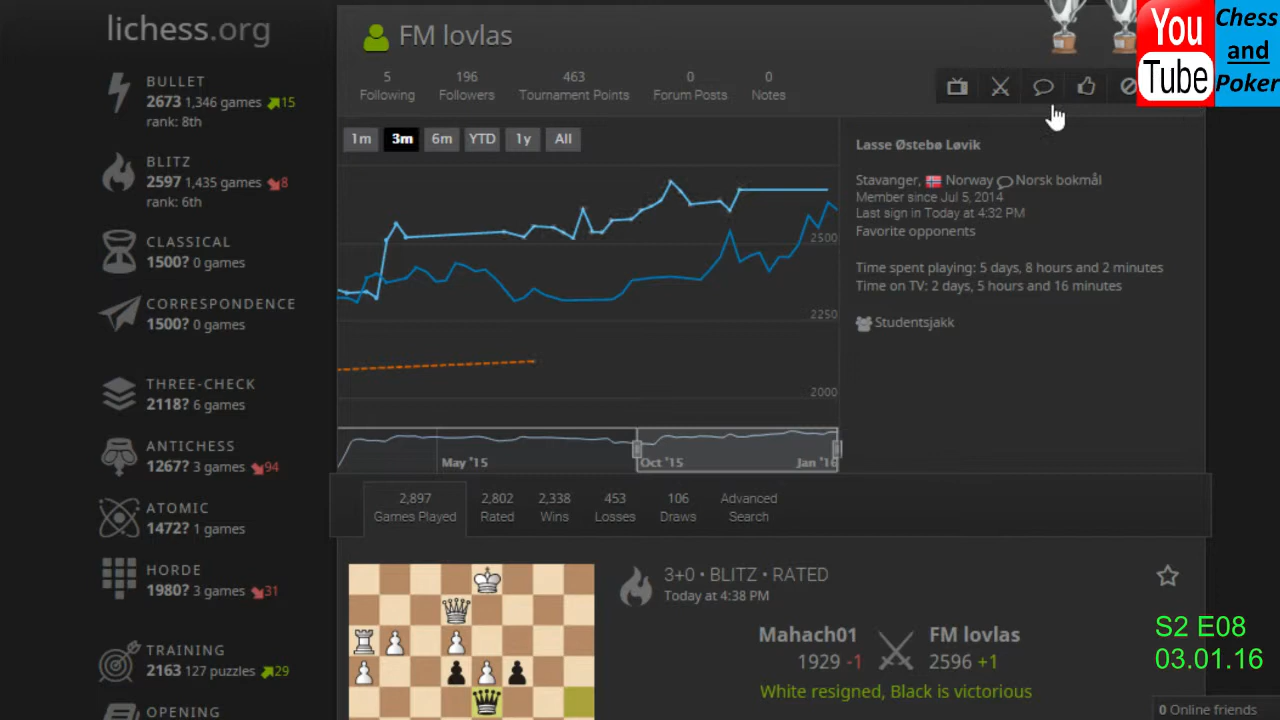 lichess.org
BULLET
2673 1,346 games 15
rank: 8th
BLITZ
2597 1,435 games 8
rank: 6th
CLASSICAL
1500? 0 games
CORRESPONDENCE
1500? 0 games
THREE-CHECK
2118? 6 games
ANTICHESS
1267? 3 games 94
ATOMIC
1472? 1 games
HORDE
1980? 3 games 31
TRAINING
2163 127 puzzles 29
OPENING
FM lovlas
5 196 463 0 0
Following Followers Tournament Points Forum Posts Notes
1m 3m 6m YTD 1y All
2500
2250
2000
May '15 Oct '15 Jan '16
Lasse Østebø Løvik
Stavanger, Norway Norsk bokmål
Member since Jul 5, 2014
Last sign in Today at 4:32 PM
Favorite opponents
Time spent playing: 5 days, 8 hours and 2 minutes
Time on TV: 2 days, 5 hours and 16 minutes
Studentsjakk
2,897 2,802 2,338 453 106 Advanced
Games Played Rated Wins Losses Draws Search
3+0 • BLITZ • RATED
Today at 4:38 PM
Mahach01 FM lovlas
1929 -1 2596 +1
White resigned, Black is victorious
You
Tube
Chess
and
Poker
S2 E08
03.01.16
0 Online friends